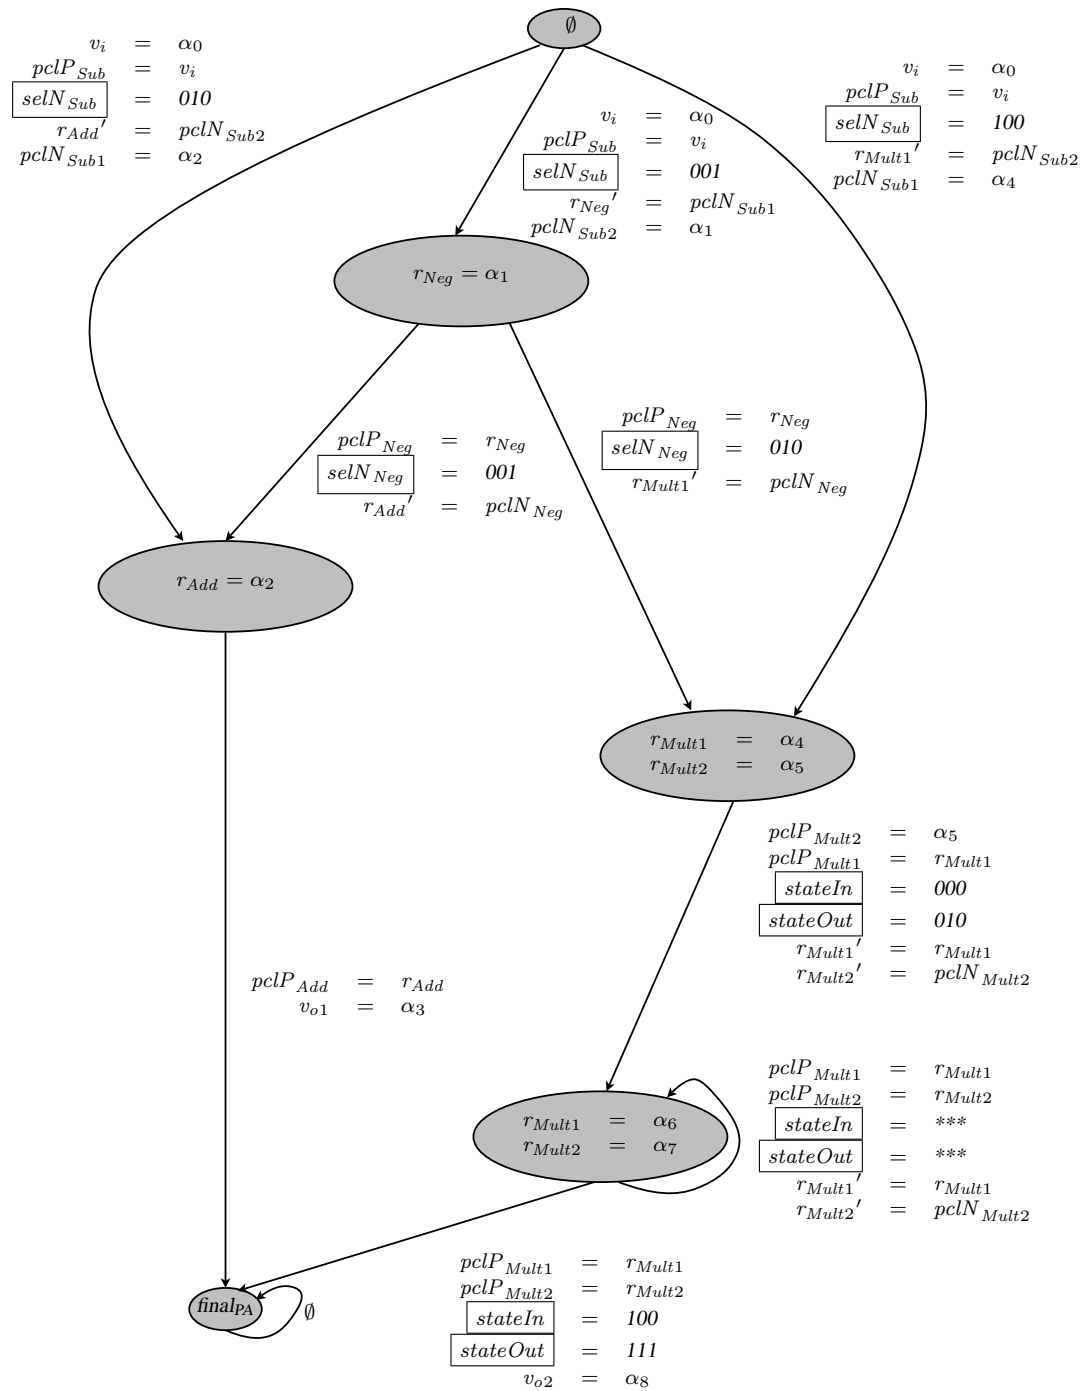 ∅
v_i = α_0
pclP_Sub = v_i
selN_Sub = 010
r_Add′ = pclN_Sub2
pclN_Sub1 = α_2
v_i = α_0
pclP_Sub = v_i
selN_Sub = 001
r_Neg′ = pclN_Sub1
pclN_Sub2 = α_1
v_i = α_0
pclP_Sub = v_i
selN_Sub = 100
r_Mult1′ = pclN_Sub2
pclN_Sub1 = α_4
r_Neg = α_1
pclP_Neg = r_Neg
selN_Neg = 001
r_Add′ = pclN_Neg
pclP_Neg = r_Neg
selN_Neg = 010
r_Mult1′ = pclN_Neg
r_Add = α_2
r_Mult1 = α_4
r_Mult2 = α_5
pclP_Mult2 = α_5
pclP_Mult1 = r_Mult1
stateIn = 000
stateOut = 010
r_Mult1′ = r_Mult1
r_Mult2′ = pclN_Mult2
pclP_Add = r_Add
v_o1 = α_3
r_Mult1 = α_6
r_Mult2 = α_7
pclP_Mult1 = r_Mult1
pclP_Mult2 = r_Mult2
stateIn = ***
stateOut = ***
r_Mult1′ = r_Mult1
r_Mult2′ = pclN_Mult2
final_PA
∅
pclP_Mult1 = r_Mult1
pclP_Mult2 = r_Mult2
stateIn = 100
stateOut = 111
v_o2 = α_8